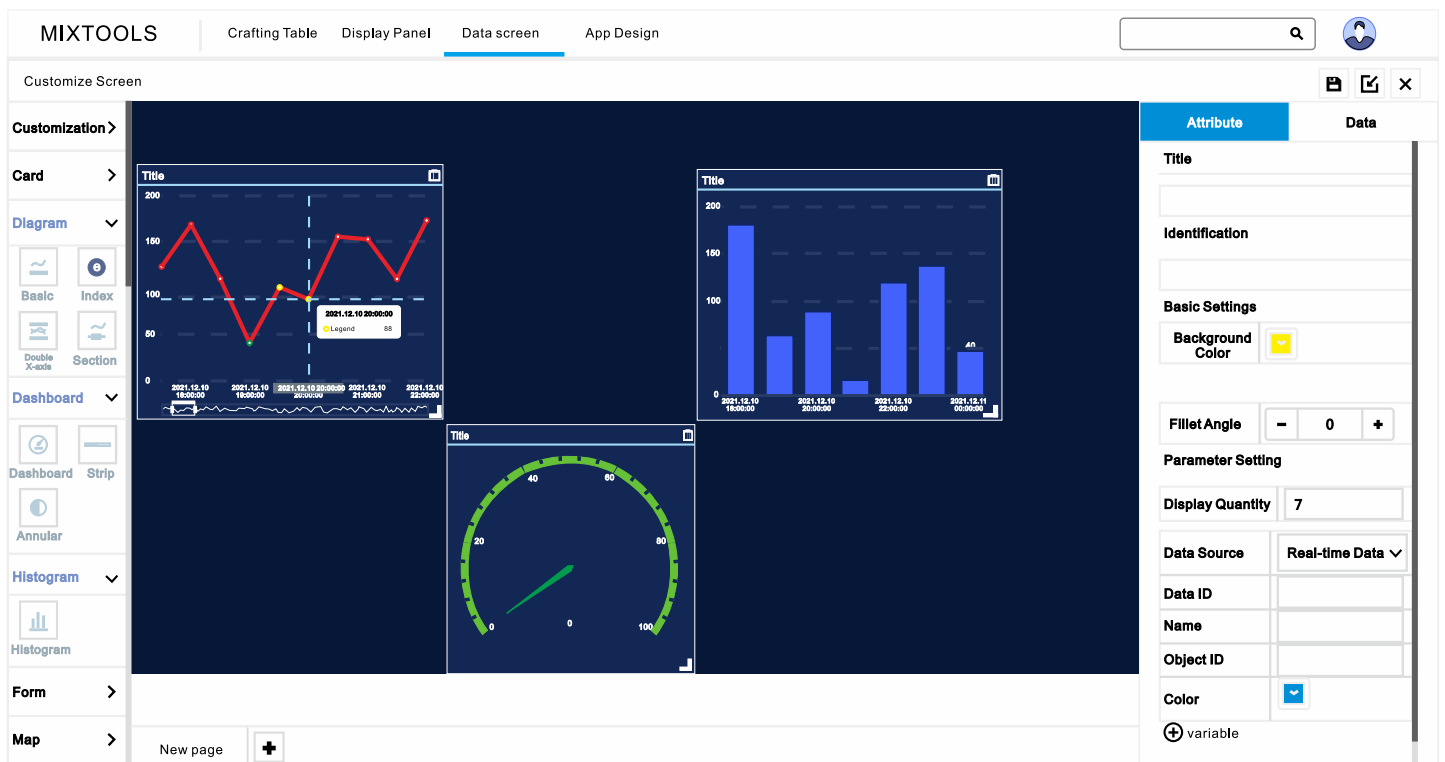 MIXTOOLS
Crafting Table
Display Panel
Data screen
App Design
Customize Screen
Customization
Card
Diagram
Basic
Index
Double
X-axis
Section
Dashboard
Dashboard
Strip
Annular
Histogram
Histogram
Form
Map
Title
200
150
100
50
0
2021.12.10 20:00:00
Legend 88
2021.12.10
18:00:00
2021.12.10
19:00:00
2021.12.10 20:00:00
20:00:00
2021.12.10
21:00:00
2021.12.10
22:00:00
Title
200
150
100
0
40
2021.12.10
18:00:00
2021.12.10
20:00:00
2021.12.10
22:00:00
2021.12.11
00:00:00
Title
40
60
20
80
0
0
100
New page
Attribute
Data
Title
Identification
Basic Settings
Background
Color
Fillet Angle
- 0 +
Parameter Setting
Display Quantity 7
Data Source Real-time Data
Data ID
Name
Object ID
Color
variable